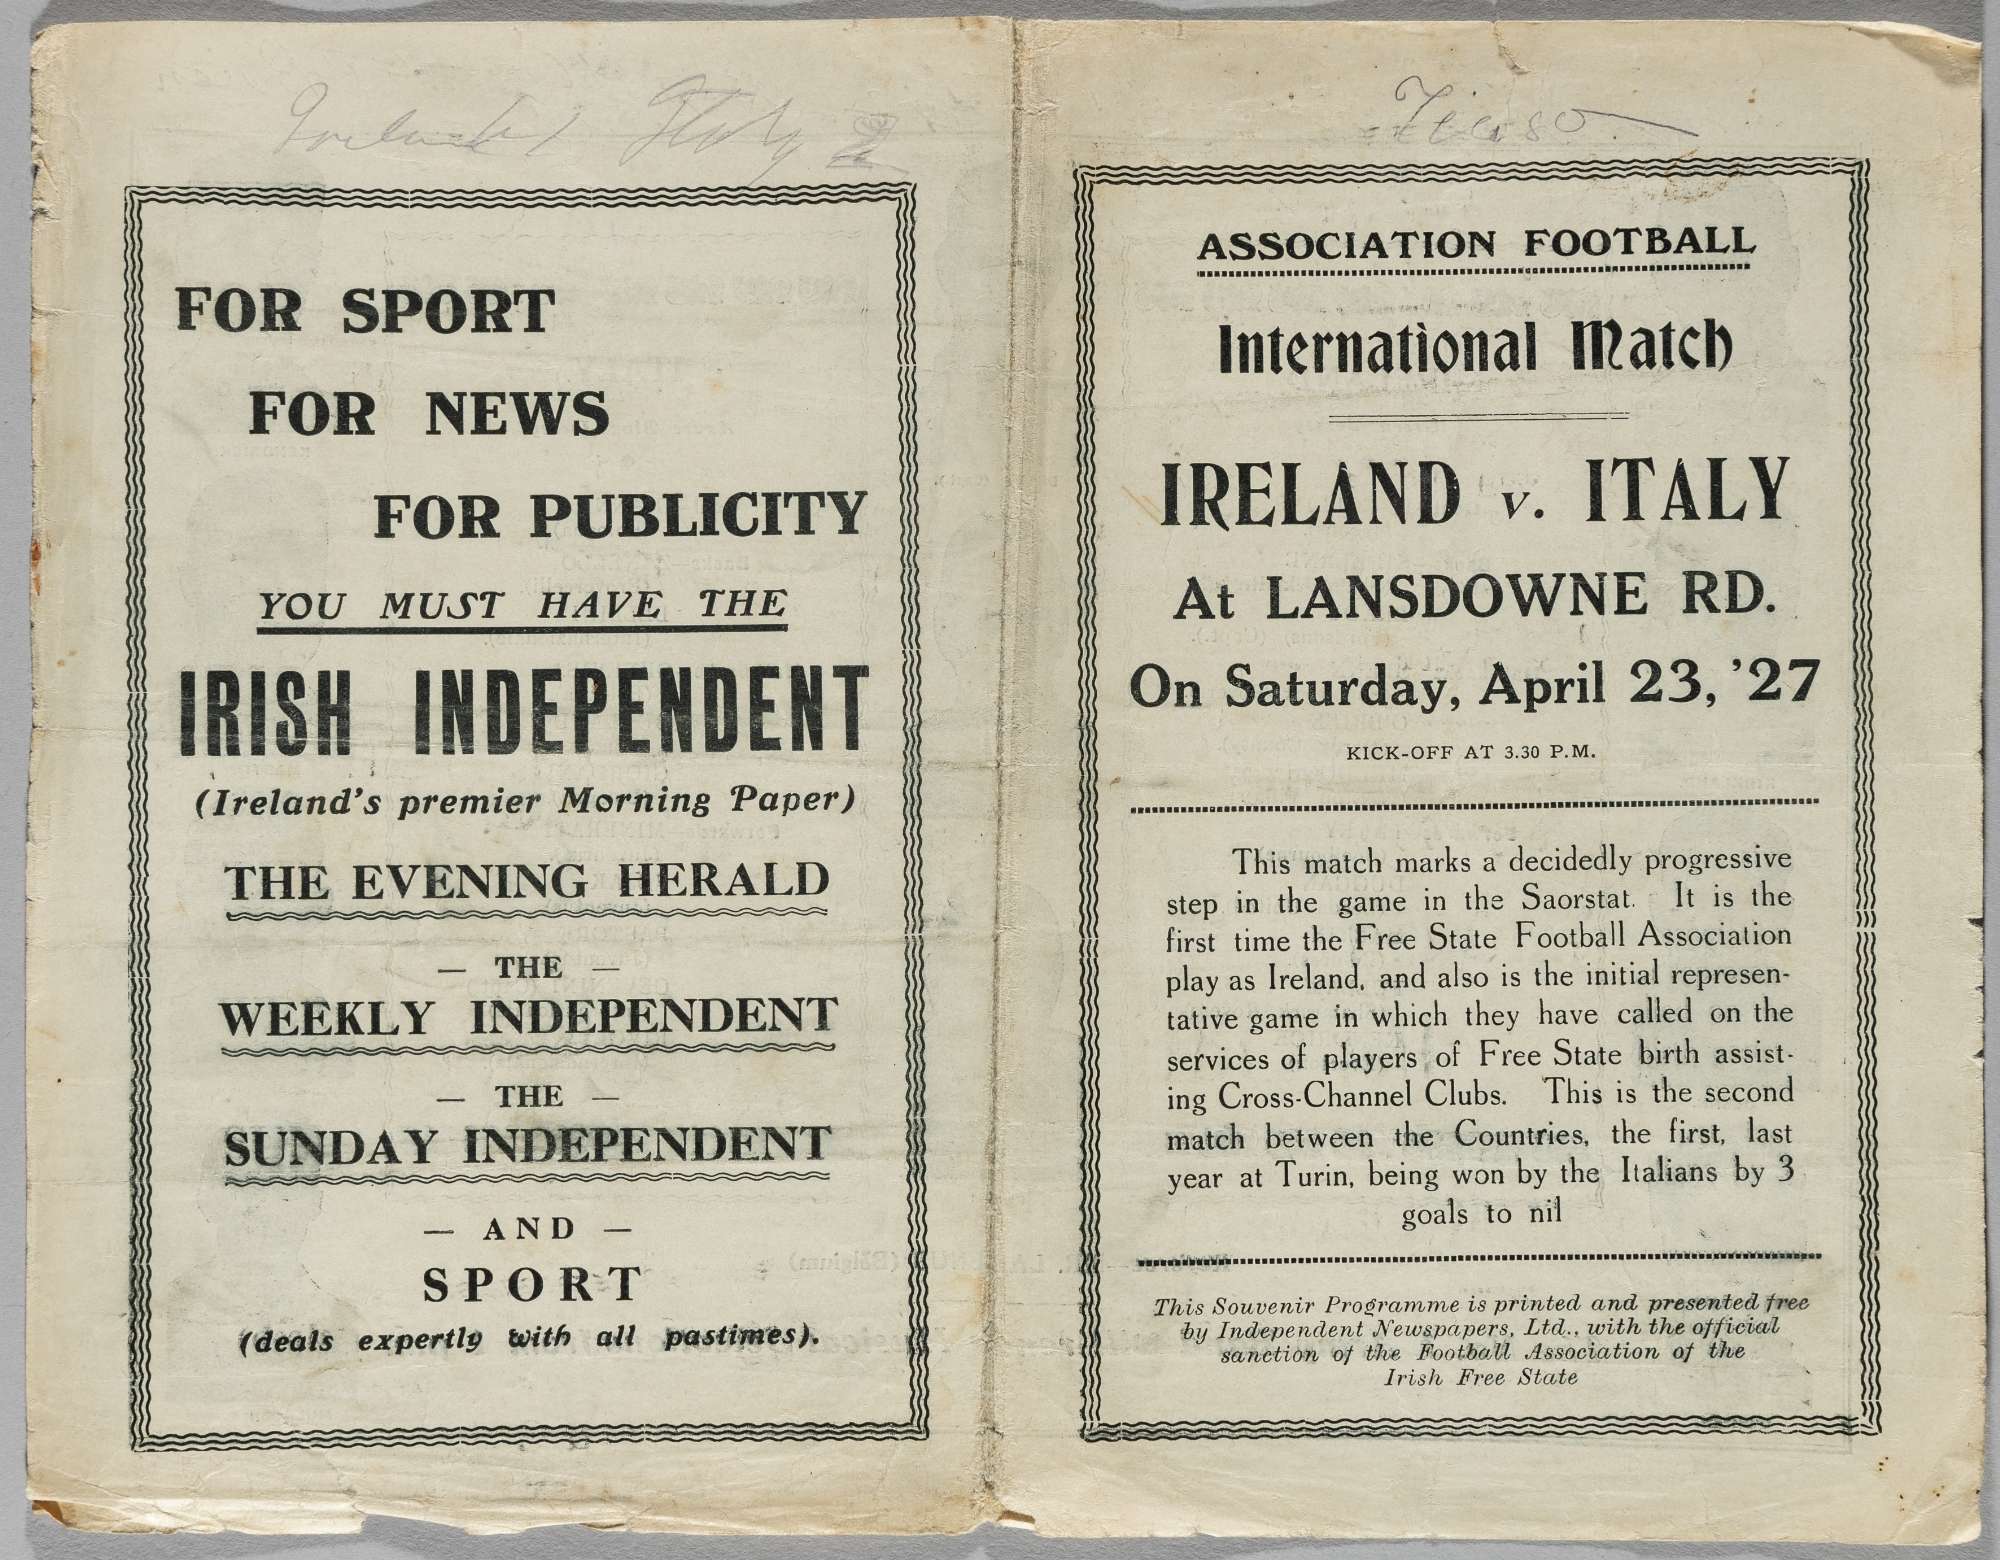 Ireland 1 Italy 2
FOR SPORT
FOR NEWS
FOR PUBLICITY
YOU MUST HAVE THE
IRISH INDEPENDENT
(Ireland's premier Morning Paper)
THE EVENING HERALD
— THE —
WEEKLY INDEPENDENT
— THE —
SUNDAY INDEPENDENT
— AND —
SPORT
(deals expertly with all pastimes).
ASSOCIATION FOOTBALL
International Match
IRELAND v. ITALY
At LANSDOWNE RD.
On Saturday, April 23, '27
KICK-OFF AT 3.30 P.M.
This match marks a decidedly progressive
step in the game in the Saorstat. It is the
first time the Free State Football Association
play as Ireland, and also is the initial represen-
tative game in which they have called on the
services of players of Free State birth assist-
ing Cross-Channel Clubs. This is the second
match between the Countries, the first, last
year at Turin, being won by the Italians by 3
goals to nil
This Souvenir Programme is printed and presented free
by Independent Newspapers, Ltd., with the official
sanction of the Football Association of the
Irish Free State